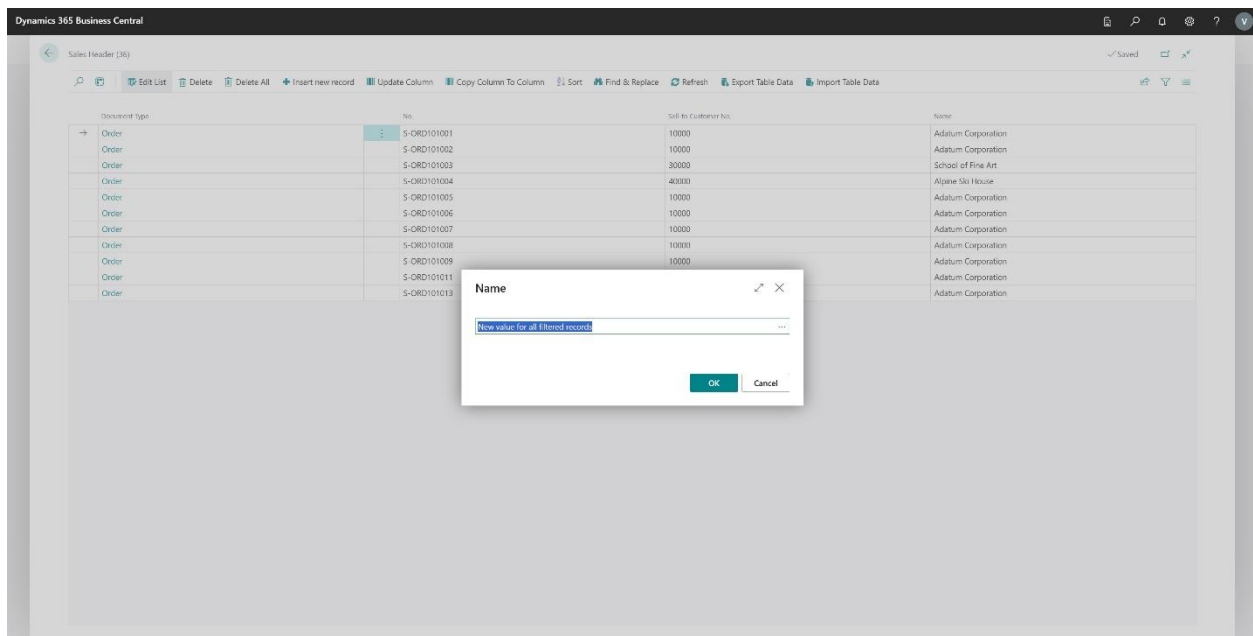 Dynamics 365 Business Central
? V
Sales Header (36)
Saved
Edit List Delete Delete All Insert new record Update Column Copy Column To Column Sort Find & Replace Refresh Export Table Data Import Table Data
Document Type No. Sell-to Customer No. Name
Order S-ORD101001 10000 Adatum Corporation
Order S-ORD101002 10000 Adatum Corporation
Order S-ORD101003 30000 School of Fine Art
Order S-ORD101004 40000 Alpine Ski House
Order S-ORD101005 10000 Adatum Corporation
Order S-ORD101006 10000 Adatum Corporation
Order S-ORD101007 10000 Adatum Corporation
Order S-ORD101008 10000 Adatum Corporation
Order S-ORD101009 10000 Adatum Corporation
Order S-ORD101011 Adatum Corporation
Order S-ORD101013 Adatum Corporation
Name
New value for all filtered records
OK Cancel